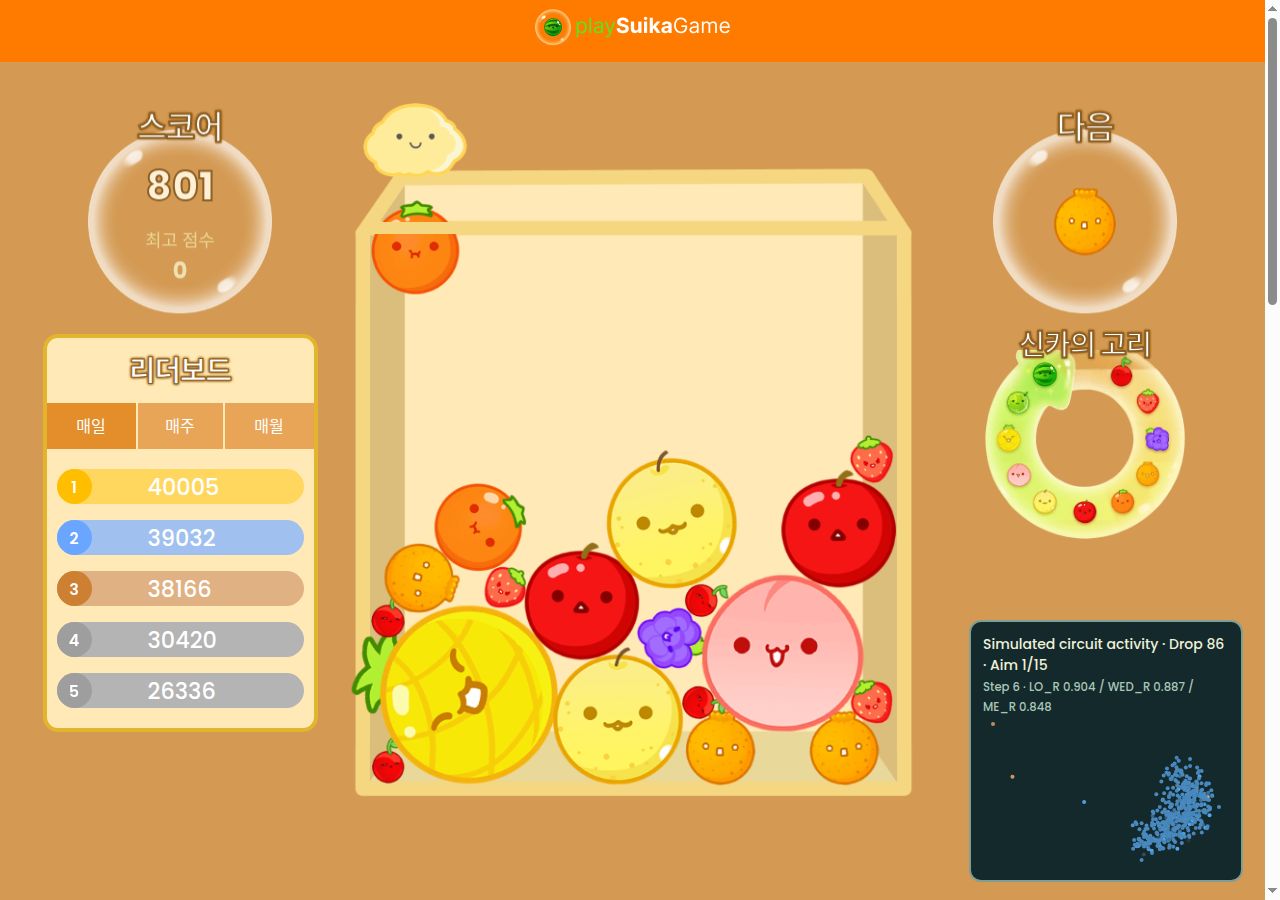 playSuikaGame
스코어
801
최고 점수
0
다음
신카의 고리
리더보드
매일
매주
매월
1
40005
2
39032
3
38166
4
30420
5
26336
Simulated circuit activity · Drop 86
· Aim 1/15
Step 6 · LO_R 0.904 / WED_R 0.887 /
ME_R 0.848